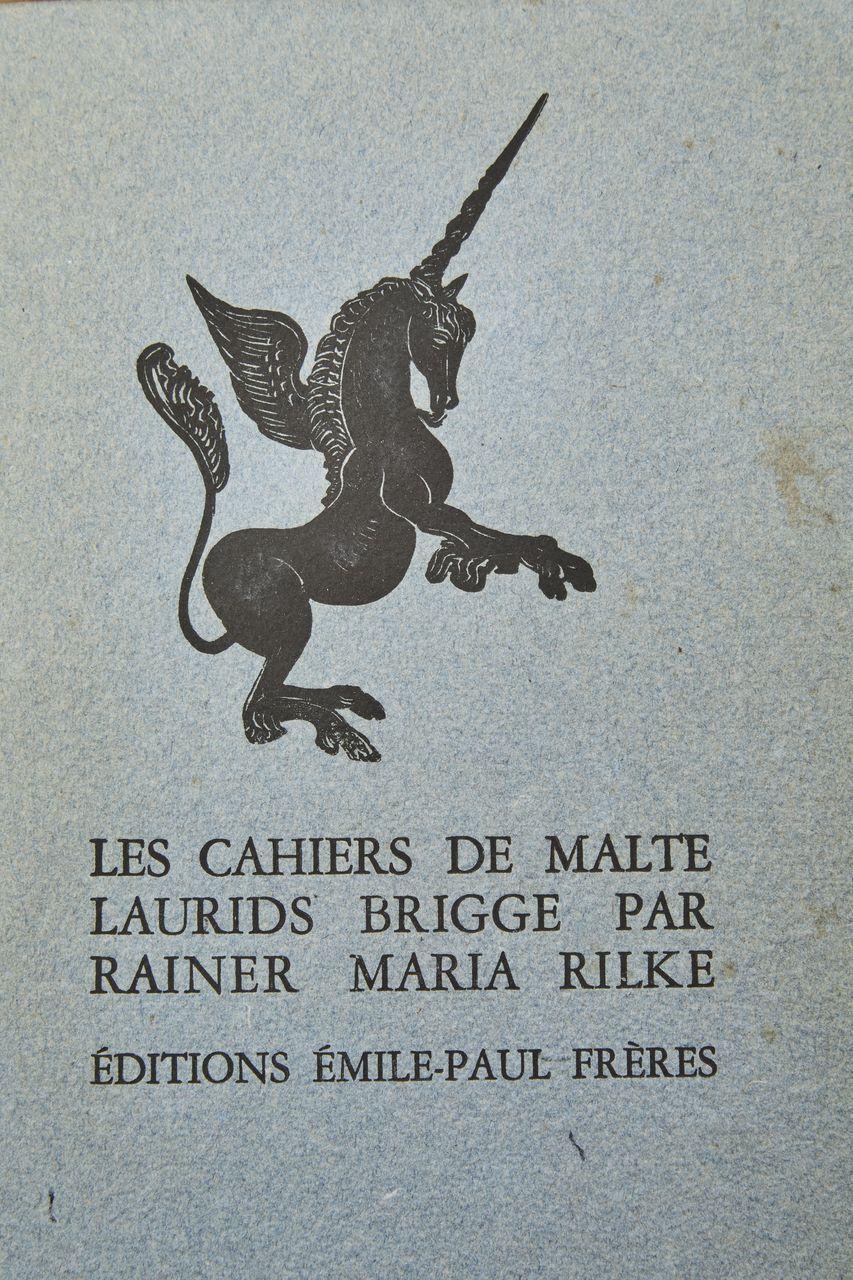 LES CAHIERS DE MALTE
LAURIDS BRIGGE PAR
RAINER MARIA RILKE
ÉDITIONS ÉMILE-PAUL FRÈRES